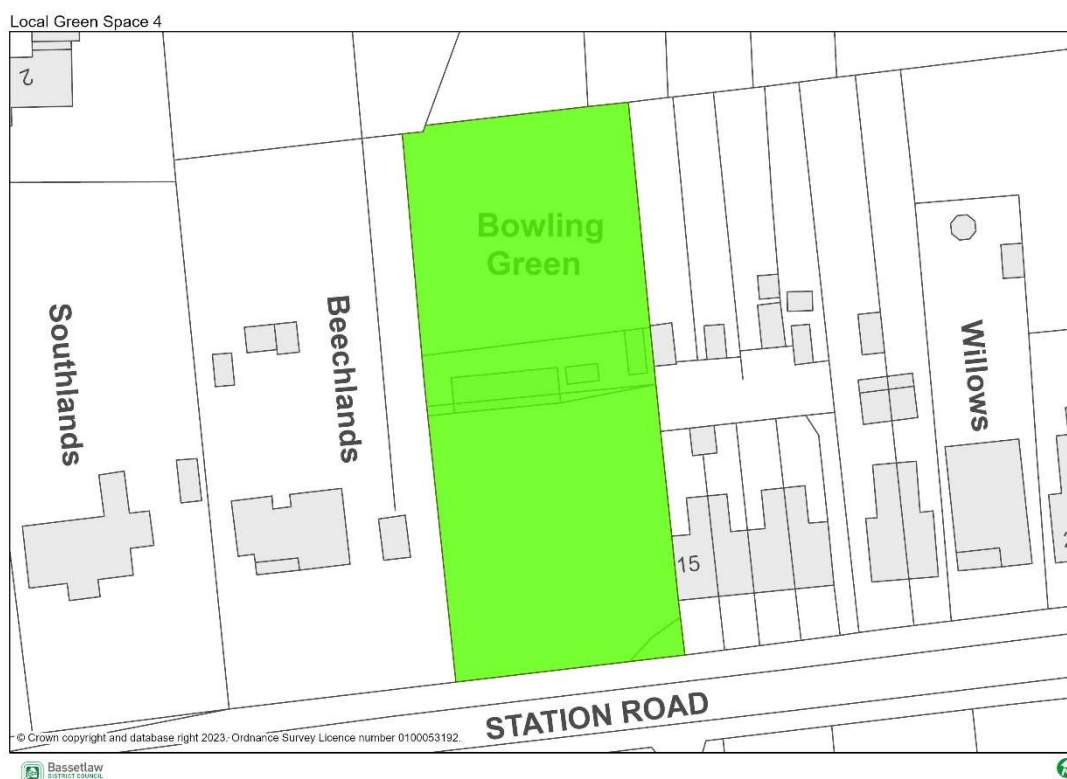 Local Green Space 4
2
Bowling
Green
Southlands
Beechlands
Willows
15
STATION ROAD
© Crown copyright and database right 2023. Ordnance Survey Licence number 0100053192.
Bassetlaw
DISTRICT COUNCIL